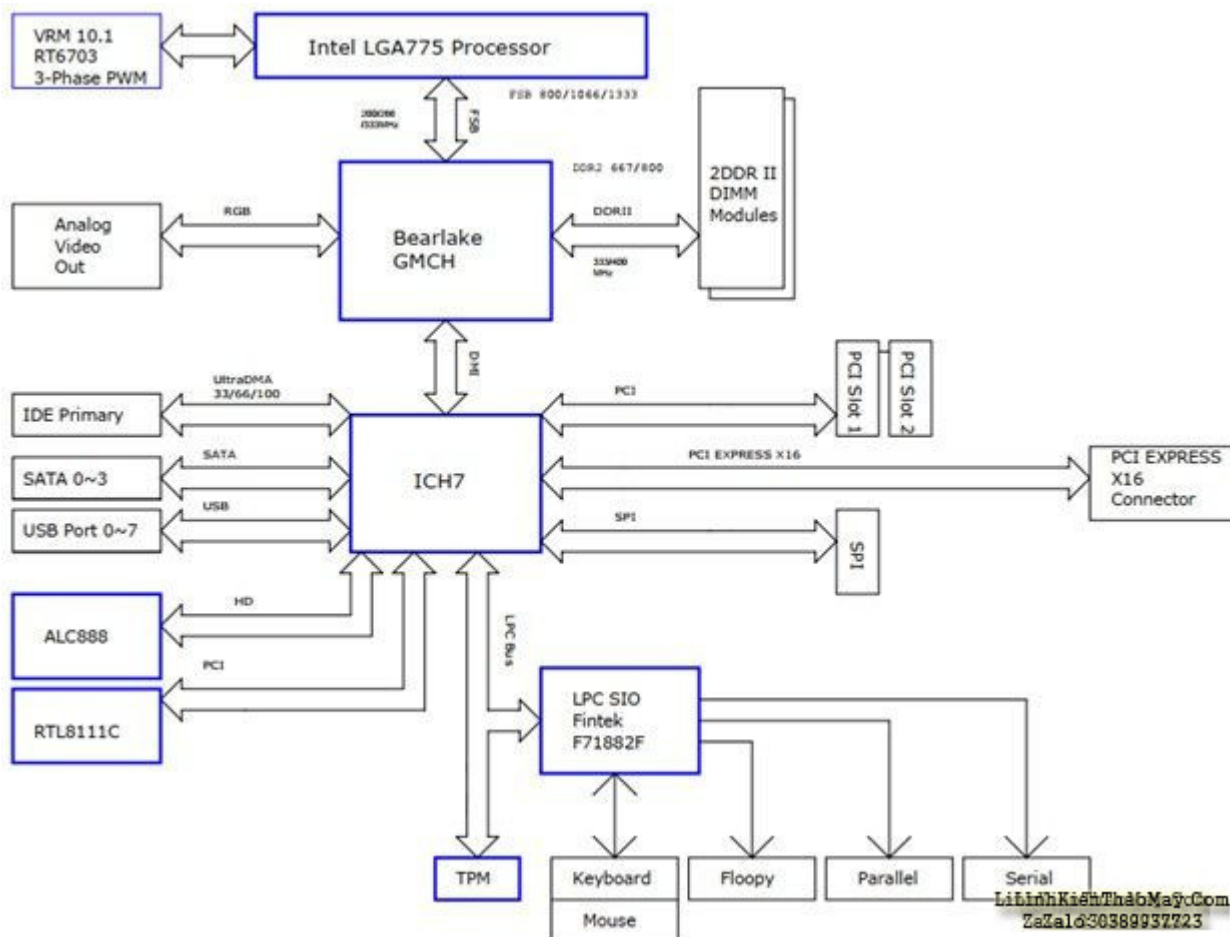 VRM 10.1
RT6703
3-Phase PWM
Intel LGA775 Processor
FSB 800/1066/1333
FSB
DDR2 667/800
2DDR II
DIMM
Modules
Analog
Video
Out
RGB
Bearlake
GMCH
DDRII
333/400
MHz
DMI
UltraDMA
33/66/100
IDE Primary
PCI
PCI Slot 1
PCI Slot 2
SATA
SATA 0~3
ICH7
PCI EXPRESS X16
PCI EXPRESS
X16
Connector
USB
USB Port 0~7
SPI
SPI
HD
ALC888
PCI
RTL8111C
LPC Bus
LPC SIO
Fintek
F71882F
TPM
Keyboard
Mouse
Floopy
Parallel
Serial